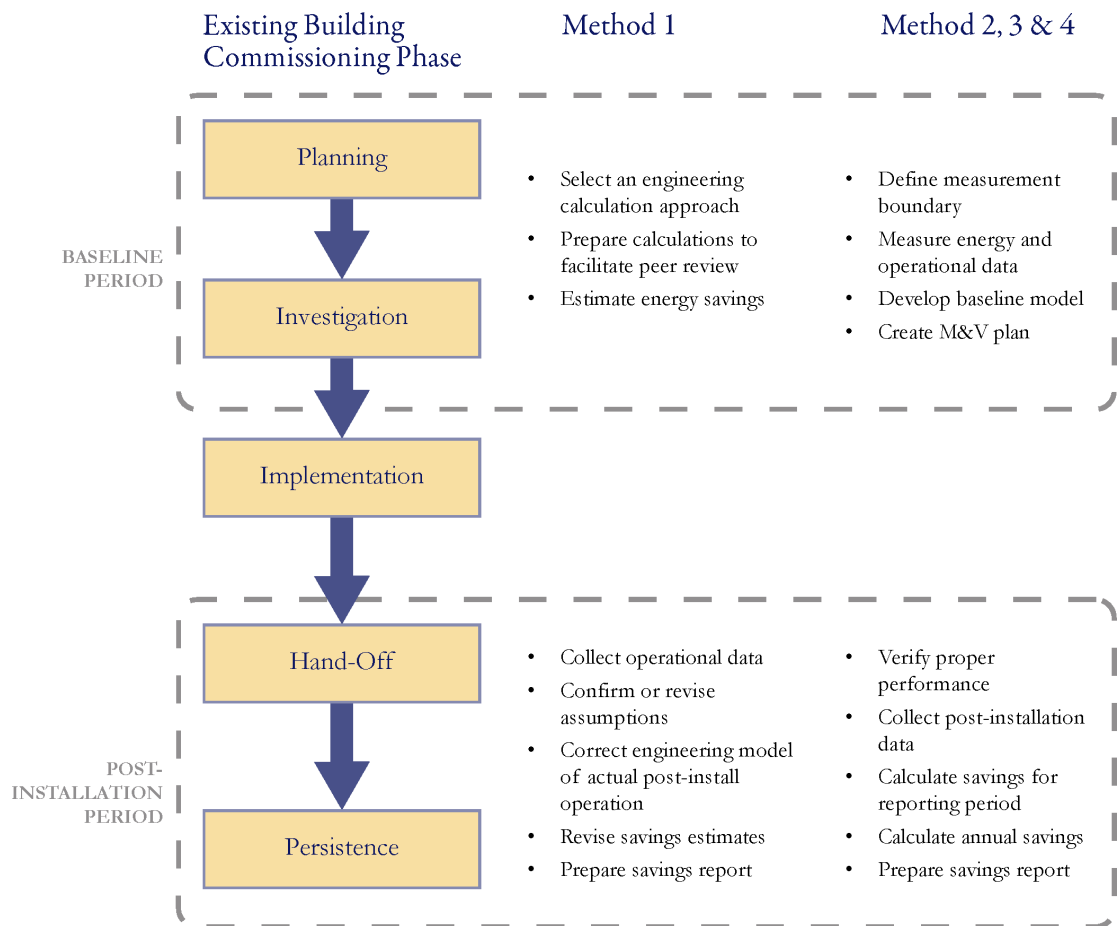 Existing Building
Commissioning Phase
Method 1
Method 2, 3 & 4
BASELINE
PERIOD
Planning
Investigation
• Select an engineering
calculation approach
• Prepare calculations to
facilitate peer review
• Estimate energy savings
• Define measurement
boundary
• Measure energy and
operational data
• Develop baseline model
• Create M&V plan
Implementation
POST-
INSTALLATION
PERIOD
Hand-Off
Persistence
• Collect operational data
• Confirm or revise
assumptions
• Correct engineering model
of actual post-install
operation
• Revise savings estimates
• Prepare savings report
• Verify proper
performance
• Collect post-installation
data
• Calculate savings for
reporting period
• Calculate annual savings
• Prepare savings report